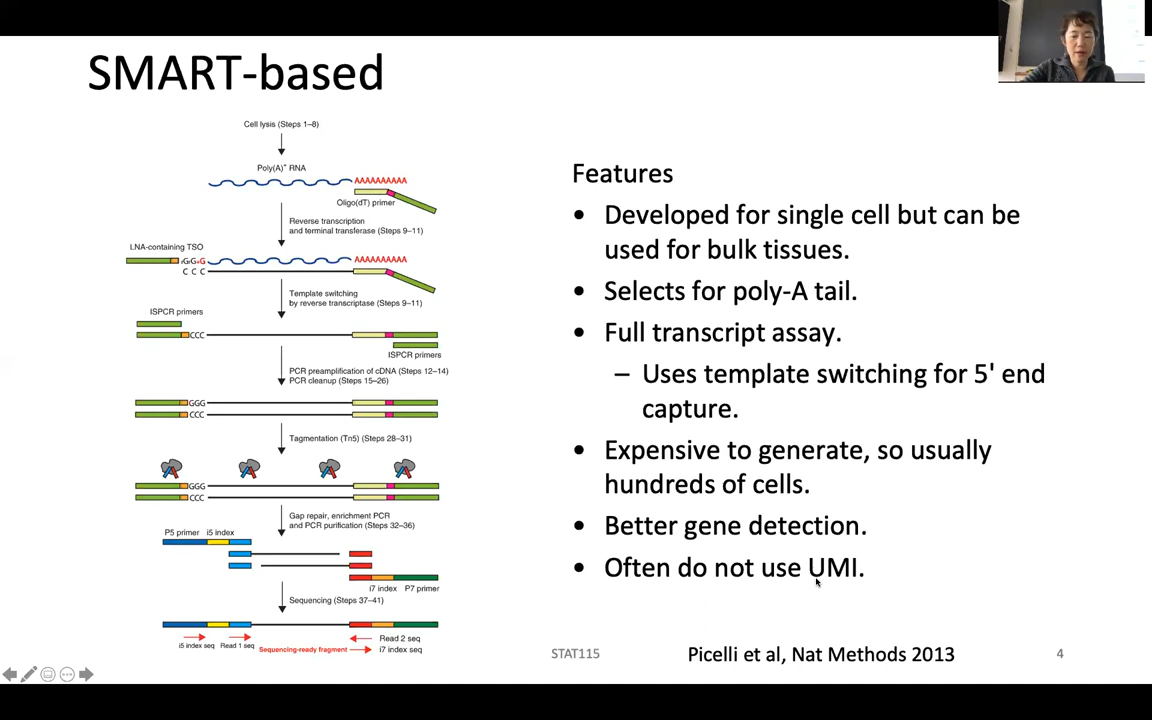 SMART-based
Cell lysis (Steps 1–8)
Poly(A)⁺ RNA
AAAAAAAAAA
Oligo(dT) primer
Reverse transcription
and terminal transferase (Steps 9–11)
LNA-containing TSO
rGrG+G
AAAAAAAAAA
C C C
Template switching
by reverse transcriptase (Steps 9–11)
ISPCR primers
CCC
ISPCR primers
PCR preamplification of cDNA (Steps 12–14)
PCR cleanup (Steps 15–26)
GGG
CCC
Tagmentation (Tn5) (Steps 28–31)
GGG
CCC
Gap repair, enrichment PCR
and PCR purification (Steps 32–36)
P5 primer i5 index
i7 index P7 primer
Sequencing (Steps 37–41)
i5 index seq Read 1 seq Sequencing-ready fragment Read 2 seq
i7 index seq
Features
• Developed for single cell but can be
used for bulk tissues.
• Selects for poly-A tail.
• Full transcript assay.
– Uses template switching for 5' end
capture.
• Expensive to generate, so usually
hundreds of cells.
• Better gene detection.
• Often do not use UMI.
STAT115
Picelli et al, Nat Methods 2013
4